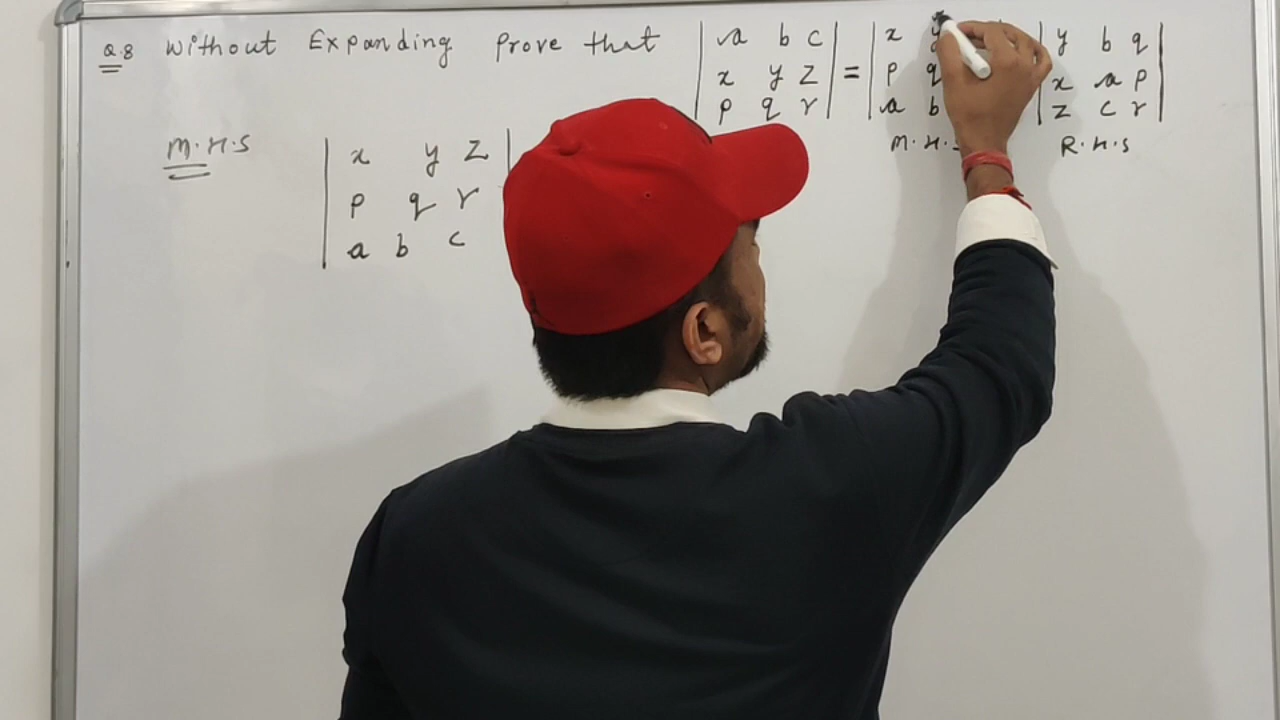 Q.8 Without Expanding Prove that | a b c | = | x y | y b q |
x y z p q x a p
p q r a b z c r
M.H. R.H.S
M.H.S | x y z |
p q r
a b c